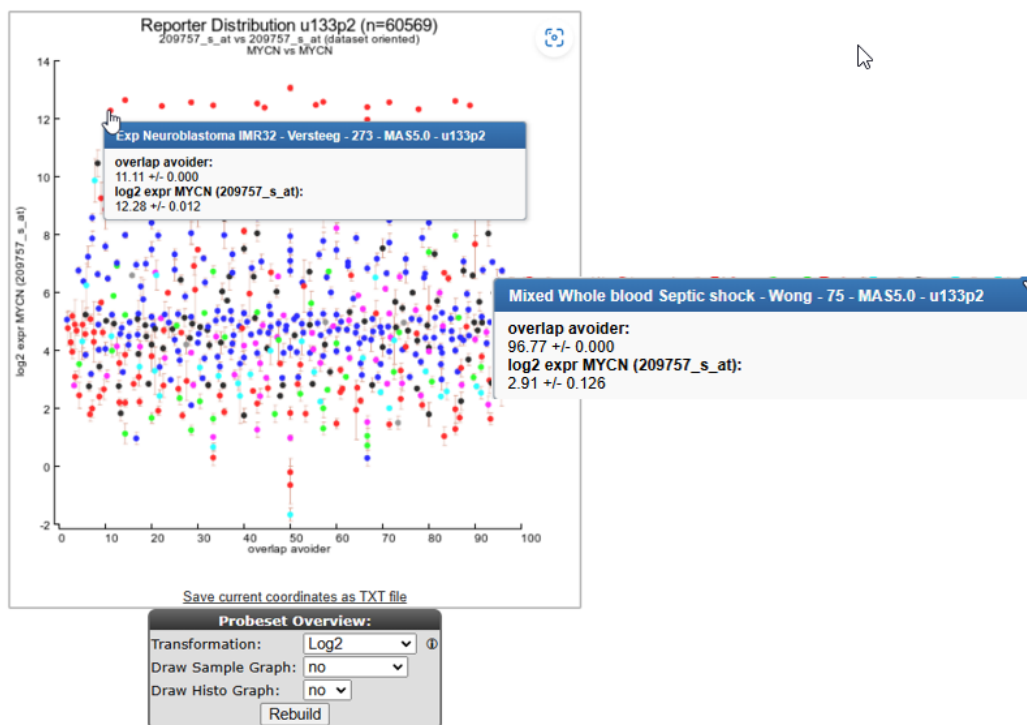 Reporter Distribution u133p2 (n=60569)
209757_s_at vs 209757_s_at (dataset oriented)
MYCN vs MYCN
14
12
10
8
6
4
2
0
-2
log2 expr MYCN (209757_s_at)
Exp Neuroblastoma IMR32 - Versteeg - 273 - MAS5.0 - u133p2
overlap avoider:
11.11 +/- 0.000
log2 expr MYCN (209757_s_at):
12.28 +/- 0.012
Mixed Whole blood Septic shock - Wong - 75 - MAS5.0 - u133p2
overlap avoider:
96.77 +/- 0.000
log2 expr MYCN (209757_s_at):
2.91 +/- 0.126
0 10 20 30 40 50 60 70 80 90 100
overlap avoider
Save current coordinates as TXT file
Probeset Overview:
Transformation: Log2
Draw Sample Graph: no
Draw Histo Graph: no
Rebuild